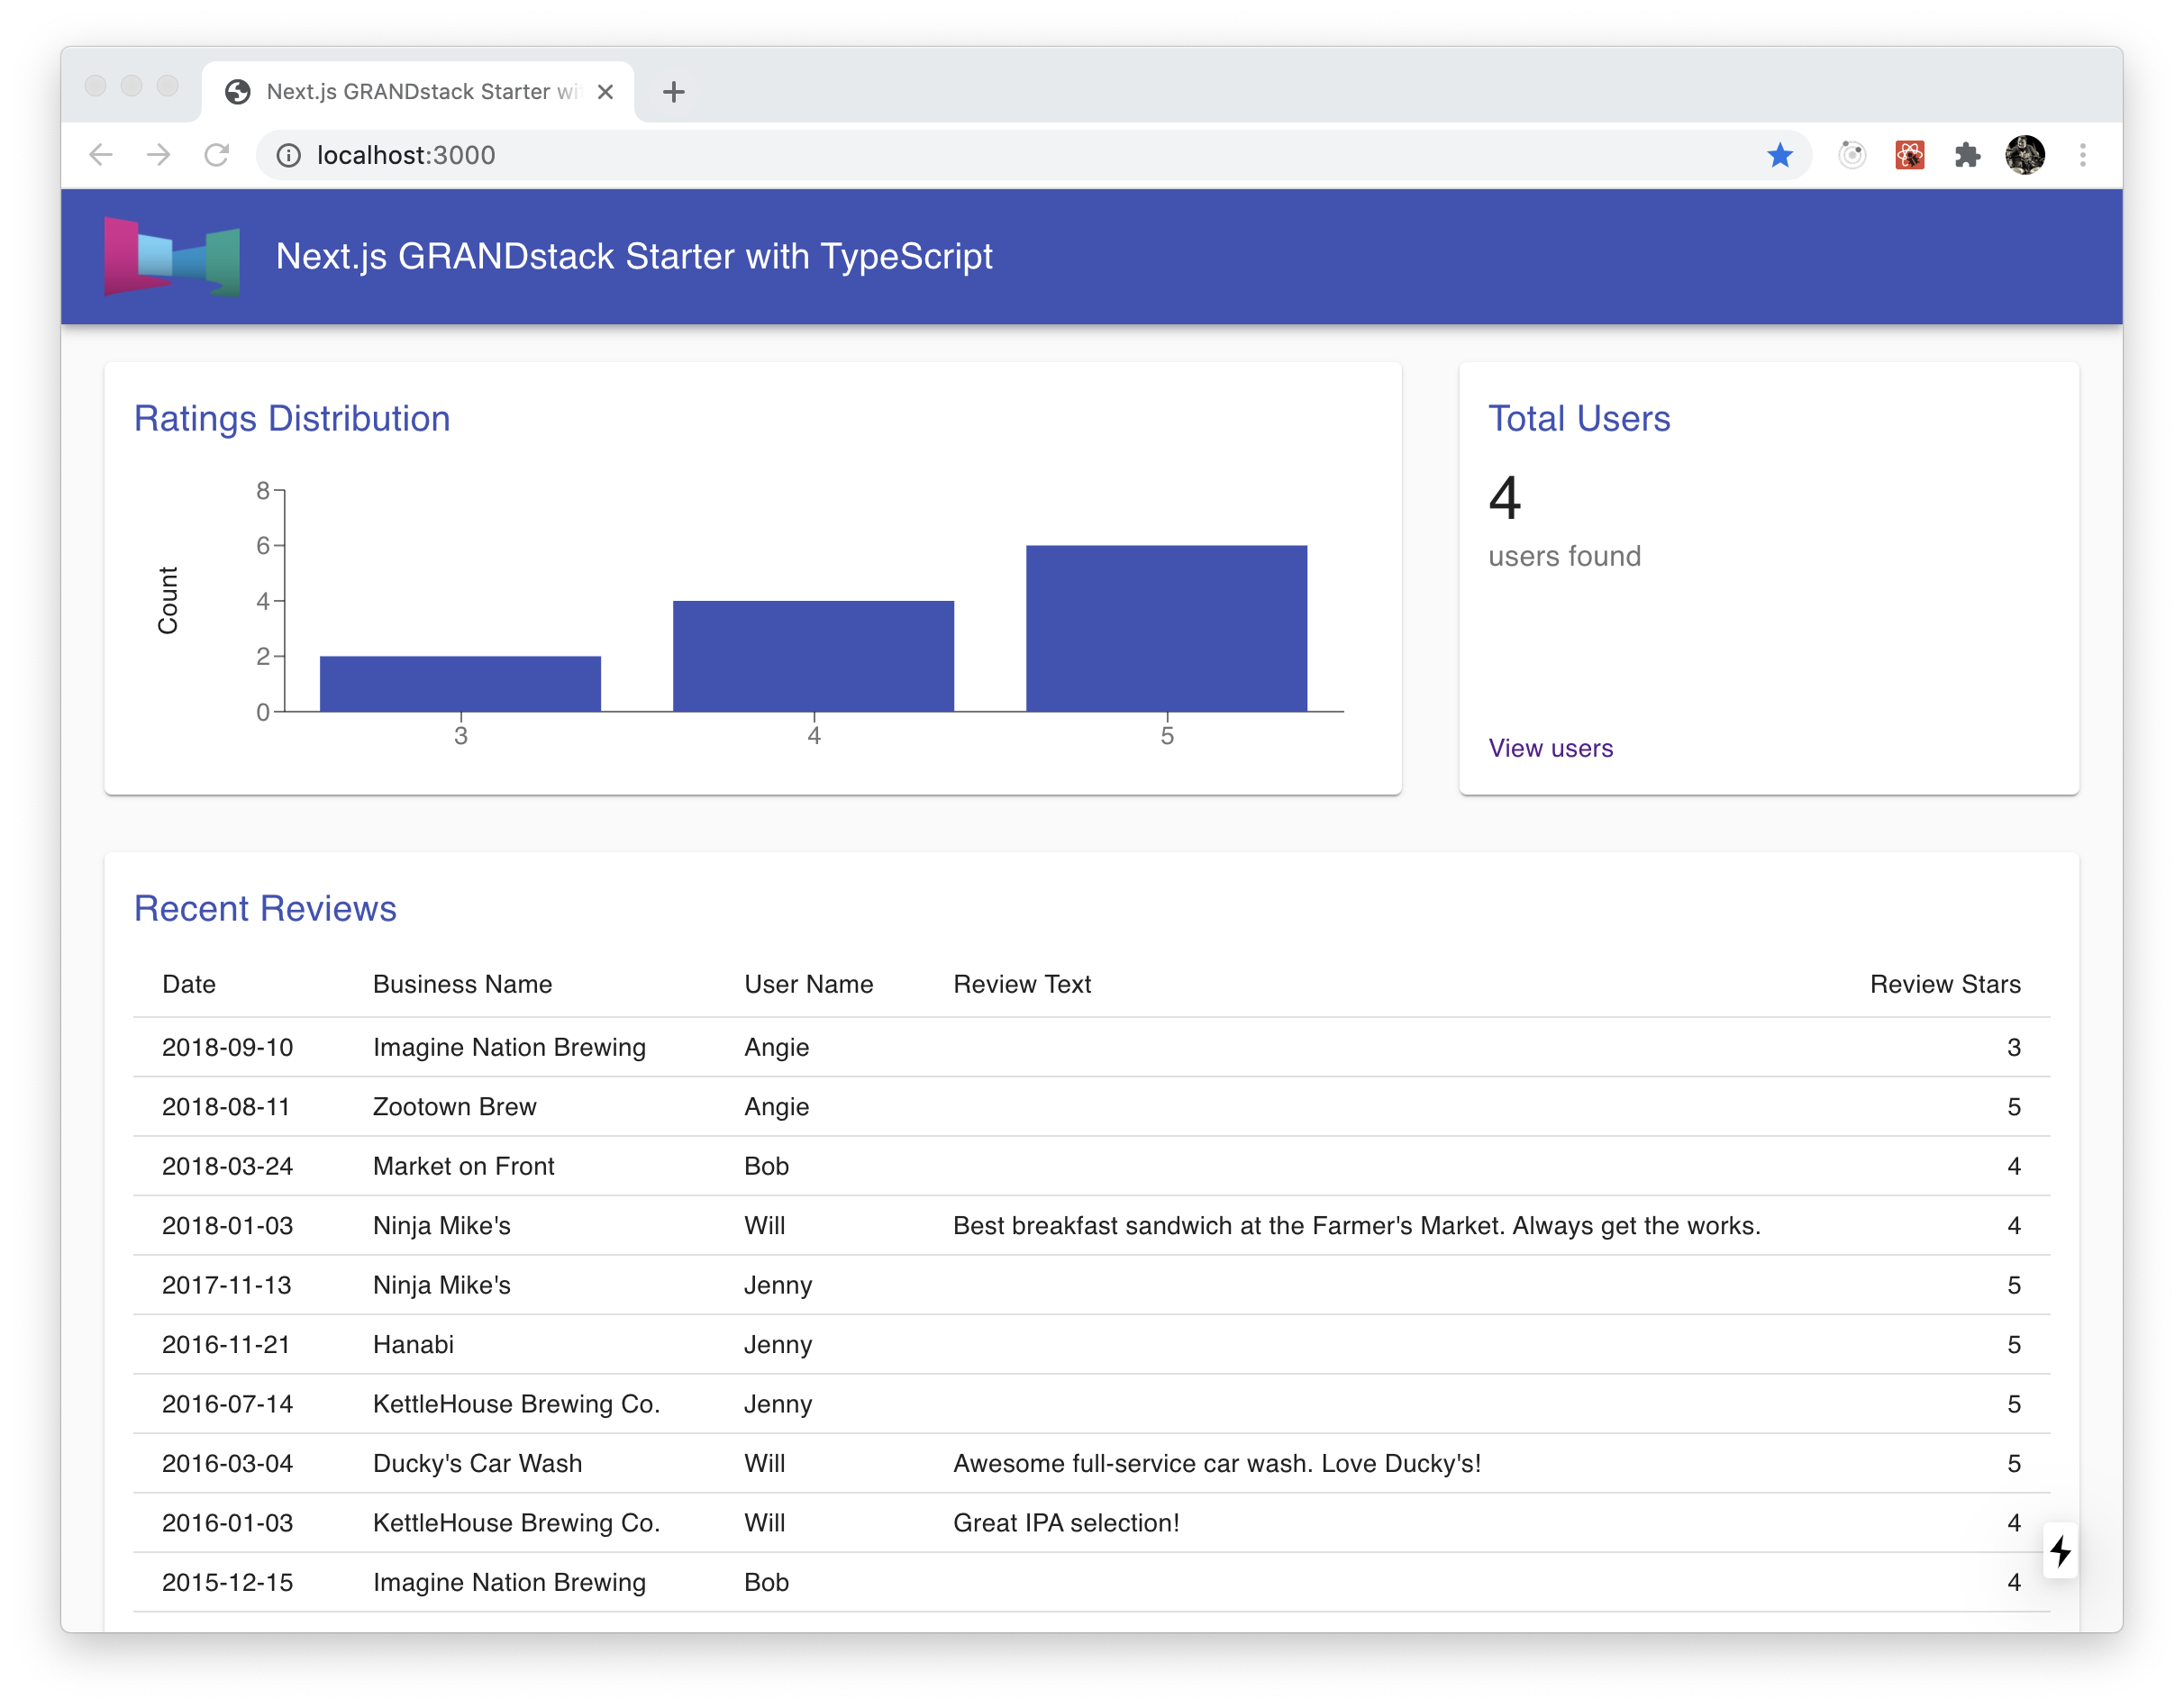 Next.js GRANDstack Starter wi
localhost:3000
Next.js GRANDstack Starter with TypeScript
Ratings Distribution
8
6
4
2
0
Count
3 4 5
Total Users
4
users found
View users
Recent Reviews
Date Business Name User Name Review Text Review Stars
2018-09-10 Imagine Nation Brewing Angie 3
2018-08-11 Zootown Brew Angie 5
2018-03-24 Market on Front Bob 4
2018-01-03 Ninja Mike's Will Best breakfast sandwich at the Farmer's Market. Always get the works. 4
2017-11-13 Ninja Mike's Jenny 5
2016-11-21 Hanabi Jenny 5
2016-07-14 KettleHouse Brewing Co. Jenny 5
2016-03-04 Ducky's Car Wash Will Awesome full-service car wash. Love Ducky's! 5
2016-01-03 KettleHouse Brewing Co. Will Great IPA selection! 4
2015-12-15 Imagine Nation Brewing Bob 4